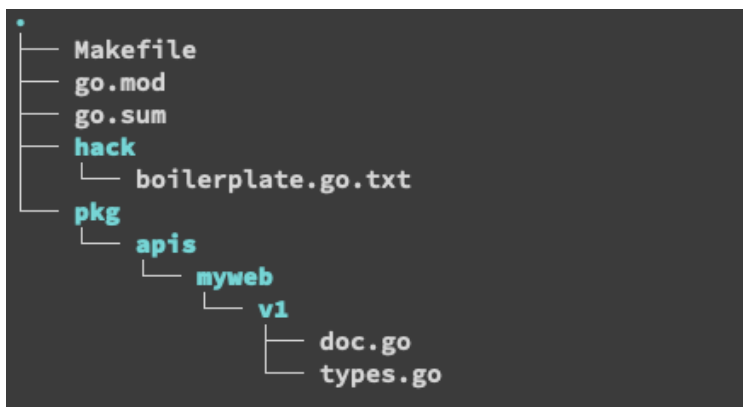 .
├── Makefile
├── go.mod
├── go.sum
├── hack
│   └── boilerplate.go.txt
└── pkg
    └── apis
        └── myweb
            └── v1
                ├── doc.go
                └── types.go